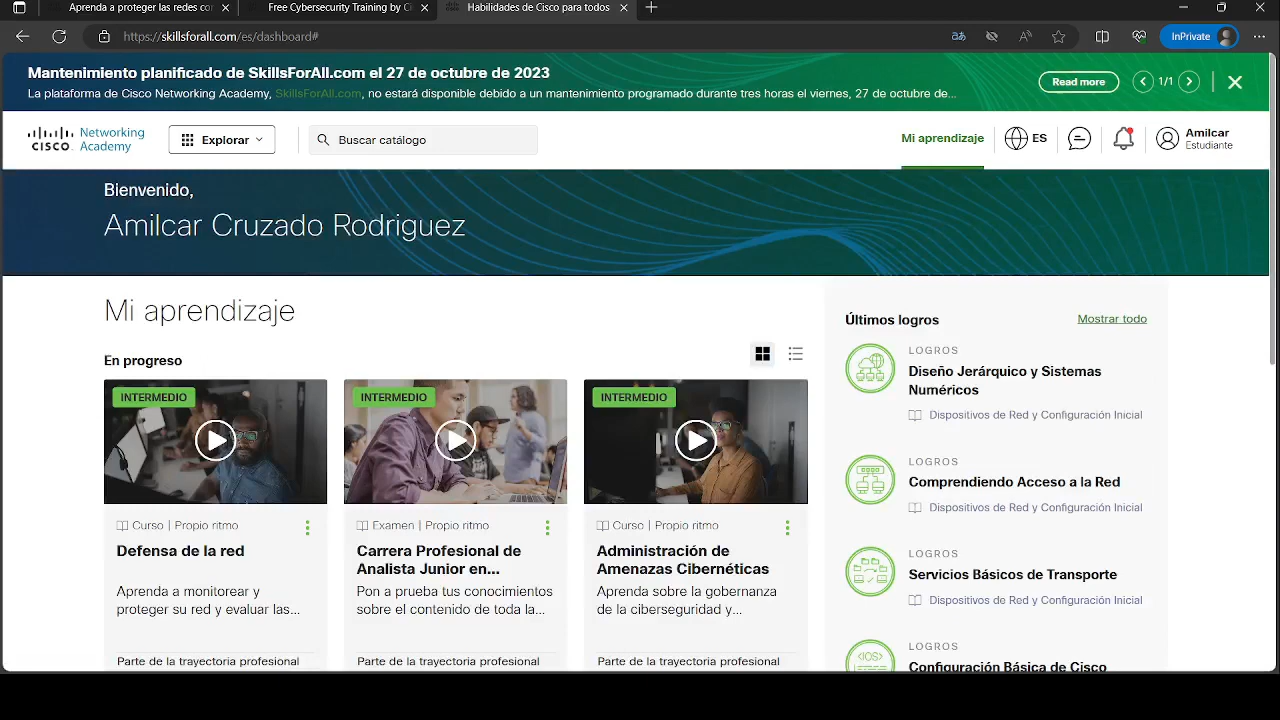 Aprenda a proteger las redes cor
Free Cybersecurity Training by Ci
Habilidades de Cisco para todos
https://skillsforall.com/es/dashboard#
InPrivate
Mantenimiento planificado de SkillsForAll.com el 27 de octubre de 2023
La plataforma de Cisco Networking Academy, SkillsForAll.com, no estará disponible debido a un mantenimiento programado durante tres horas el viernes, 27 de octubre de...
Read more
1/1
CISCO Networking Academy
Explorar
Buscar catálogo
Mi aprendizaje
ES
Amilcar
Estudiante
Bienvenido,
Amilcar Cruzado Rodriguez
Mi aprendizaje
En progreso
INTERMEDIO
Curso | Propio ritmo
Defensa de la red
Aprenda a monitorear y
proteger su red y evaluar las...
Parte de la trayectoria profesional
INTERMEDIO
Examen | Propio ritmo
Carrera Profesional de
Analista Junior en...
Pon a prueba tus conocimientos
sobre el contenido de toda la...
Parte de la trayectoria profesional
INTERMEDIO
Curso | Propio ritmo
Administración de
Amenazas Cibernéticas
Aprenda sobre la gobernanza
de la ciberseguridad y...
Parte de la trayectoria profesional
Últimos logros
Mostrar todo
LOGROS
Diseño Jerárquico y Sistemas
Numéricos
Dispositivos de Red y Configuración Inicial
LOGROS
Comprendiendo Acceso a la Red
Dispositivos de Red y Configuración Inicial
LOGROS
Servicios Básicos de Transporte
Dispositivos de Red y Configuración Inicial
<IOS>
LOGROS
Configuración Básica de Cisco